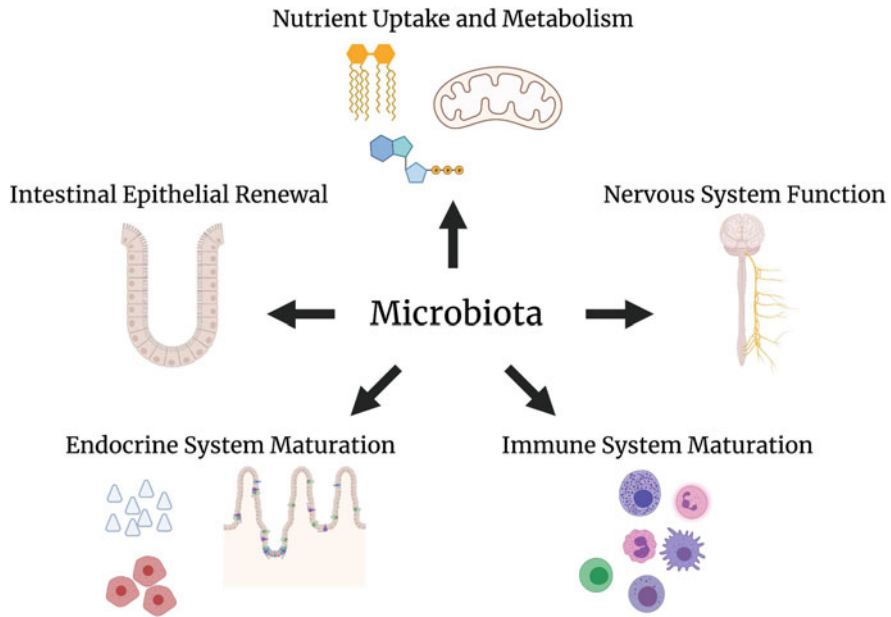 Nutrient Uptake and Metabolism
Intestinal Epithelial Renewal
Nervous System Function
Microbiota
Endocrine System Maturation
Immune System Maturation